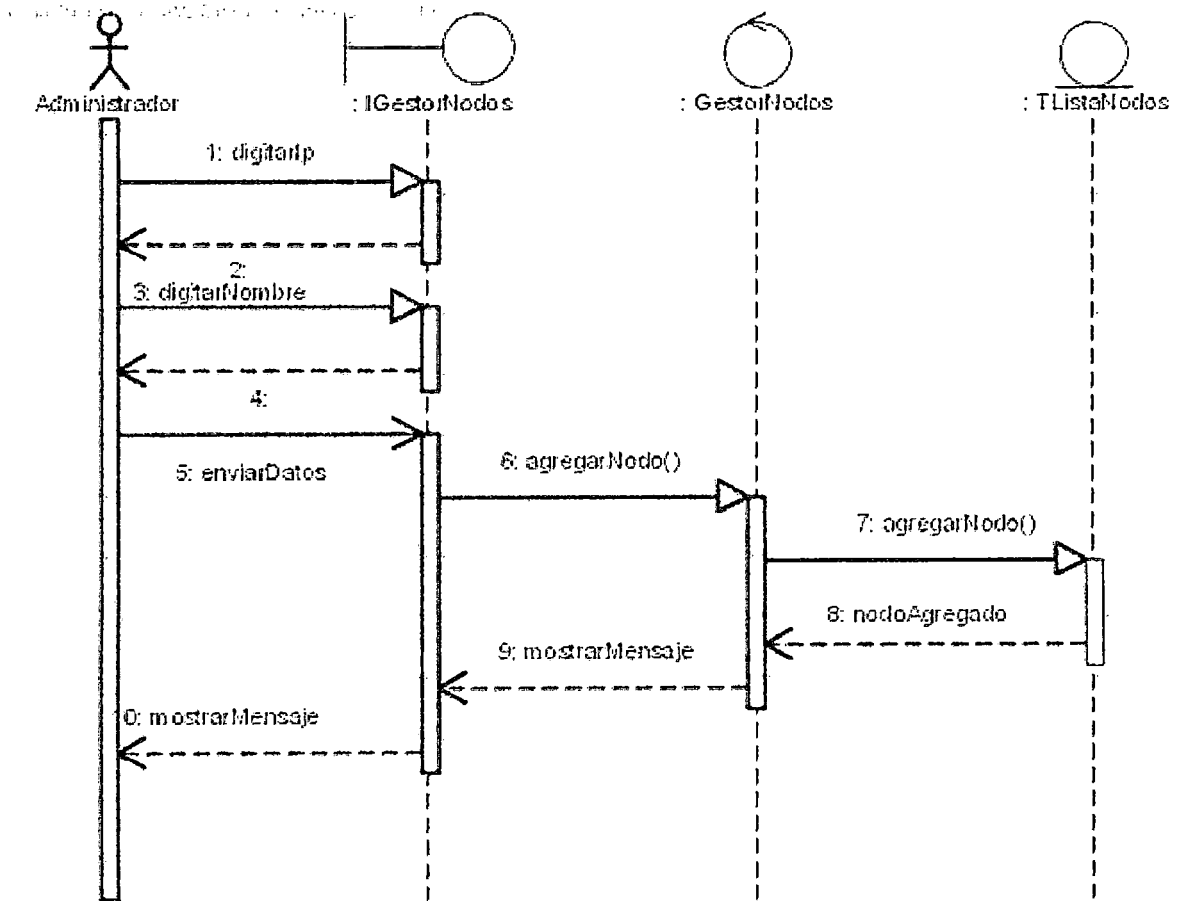 Administrador
: IGestorNodos
: GestorNodos
: TListaNodos
1: digitarIp
2:
3: digitarNombre
4:
5: enviarDatos
6: agregarNodo()
7: agregarNodo()
8: nodoAgregado
9: mostrarMensaje
0: mostrarMensaje